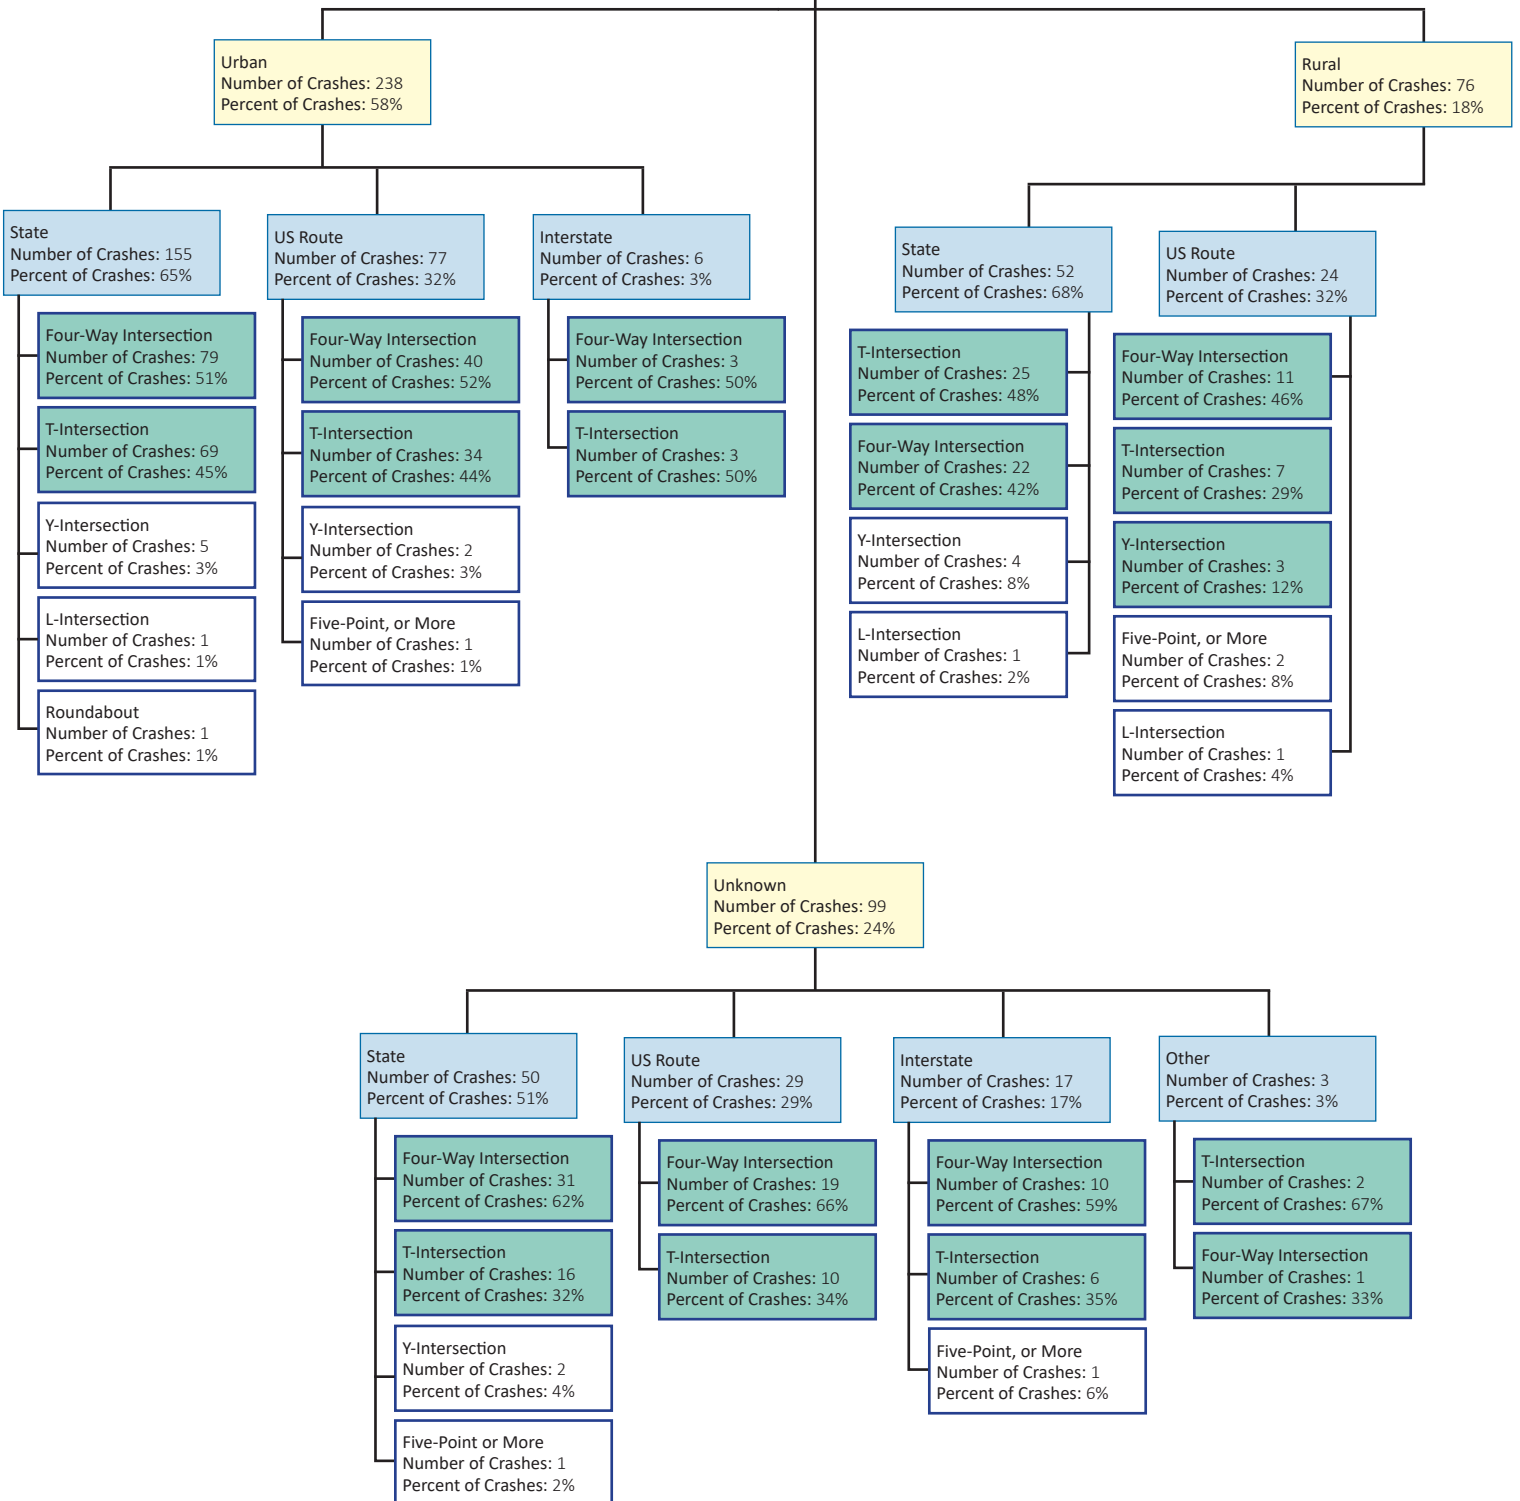 Urban
Number of Crashes: 238
Percent of Crashes: 58%
Rural
Number of Crashes: 76
Percent of Crashes: 18%
State
Number of Crashes: 155
Percent of Crashes: 65%
Four-Way Intersection
Number of Crashes: 79
Percent of Crashes: 51%
T-Intersection
Number of Crashes: 69
Percent of Crashes: 45%
Y-Intersection
Number of Crashes: 5
Percent of Crashes: 3%
L-Intersection
Number of Crashes: 1
Percent of Crashes: 1%
Roundabout
Number of Crashes: 1
Percent of Crashes: 1%
US Route
Number of Crashes: 77
Percent of Crashes: 32%
Four-Way Intersection
Number of Crashes: 40
Percent of Crashes: 52%
T-Intersection
Number of Crashes: 34
Percent of Crashes: 44%
Y-Intersection
Number of Crashes: 2
Percent of Crashes: 3%
Five-Point, or More
Number of Crashes: 1
Percent of Crashes: 1%
Interstate
Number of Crashes: 6
Percent of Crashes: 3%
Four-Way Intersection
Number of Crashes: 3
Percent of Crashes: 50%
T-Intersection
Number of Crashes: 3
Percent of Crashes: 50%
State
Number of Crashes: 52
Percent of Crashes: 68%
T-Intersection
Number of Crashes: 25
Percent of Crashes: 48%
Four-Way Intersection
Number of Crashes: 22
Percent of Crashes: 42%
Y-Intersection
Number of Crashes: 4
Percent of Crashes: 8%
L-Intersection
Number of Crashes: 1
Percent of Crashes: 2%
US Route
Number of Crashes: 24
Percent of Crashes: 32%
Four-Way Intersection
Number of Crashes: 11
Percent of Crashes: 46%
T-Intersection
Number of Crashes: 7
Percent of Crashes: 29%
Y-Intersection
Number of Crashes: 3
Percent of Crashes: 12%
Five-Point, or More
Number of Crashes: 2
Percent of Crashes: 8%
L-Intersection
Number of Crashes: 1
Percent of Crashes: 4%
Unknown
Number of Crashes: 99
Percent of Crashes: 24%
State
Number of Crashes: 50
Percent of Crashes: 51%
Four-Way Intersection
Number of Crashes: 31
Percent of Crashes: 62%
T-Intersection
Number of Crashes: 16
Percent of Crashes: 32%
Y-Intersection
Number of Crashes: 2
Percent of Crashes: 4%
Five-Point or More
Number of Crashes: 1
Percent of Crashes: 2%
US Route
Number of Crashes: 29
Percent of Crashes: 29%
Four-Way Intersection
Number of Crashes: 19
Percent of Crashes: 66%
T-Intersection
Number of Crashes: 10
Percent of Crashes: 34%
Interstate
Number of Crashes: 17
Percent of Crashes: 17%
Four-Way Intersection
Number of Crashes: 10
Percent of Crashes: 59%
T-Intersection
Number of Crashes: 6
Percent of Crashes: 35%
Five-Point, or More
Number of Crashes: 1
Percent of Crashes: 6%
Other
Number of Crashes: 3
Percent of Crashes: 3%
T-Intersection
Number of Crashes: 2
Percent of Crashes: 67%
Four-Way Intersection
Number of Crashes: 1
Percent of Crashes: 33%